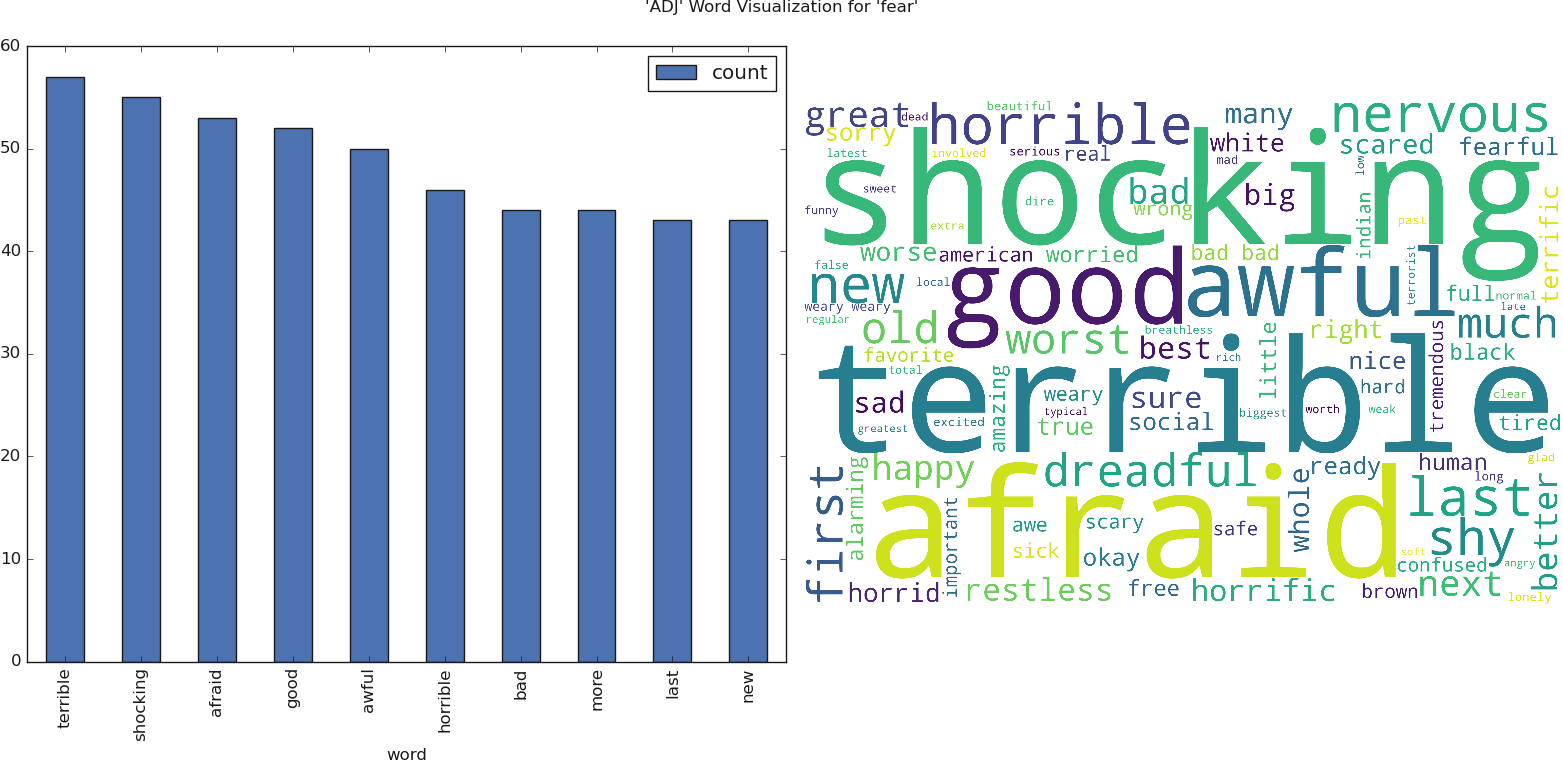 'ADJ' Word Visualization for 'fear'
60
50
40
30
20
10
0
count
terrible
shocking
afraid
good
awful
horrible
bad
more
last
new
word
great
dead
beautiful
horrible
many
nervous
sorry
white
scared
fearful
latest
involved
serious
real
mad
low
shocking
sweet
bad
big
funny
dire
wrong
extra
indian
past
terrific
worse
american
worried
bad bad
false
new
local
good
awful
terrorist
full
normal
weary weary
late
regular
old
worst
breathless
best
rich
little
right
much
favorite
nice
black
total
terrible
tremendous
sad
amazing
weary
sure
hard
clear
typical
biggest
worth
weak
greatest
excited
true
social
tired
first
alarming
happy
dreadful
whole
ready
human
glad
long
last
better
afraid
important
awe
scary
safe
sick
okay
shy
soft
confused
angry
horrid
restless
free
horrific
brown
next
lonely